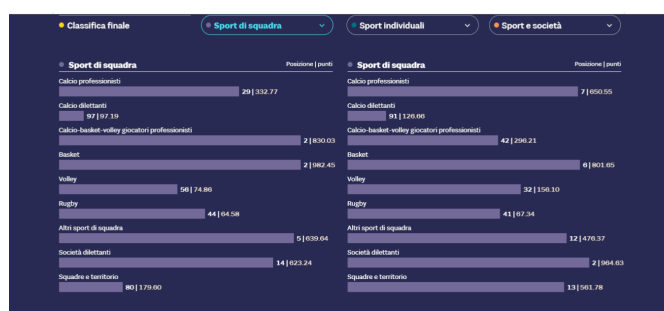 Classifica finale
Sport di squadra
Sport individuali
Sport e società
Sport di squadra Posizione | punti
Calcio professionisti
29 | 332.77
Calcio dilettanti
97 | 97.19
Calcio-basket-volley giocatori professionisti
2 | 830.03
Basket
2 | 982.45
Volley
56 | 74.86
Rugby
44 | 64.58
Altri sport di squadra
5 | 639.64
Società dilettanti
14 | 623.24
Squadre e territorio
80 | 179.60
Sport di squadra Posizione | punti
Calcio professionisti
7 | 650.55
Calcio dilettanti
91 | 126.66
Calcio-basket-volley giocatori professionisti
42 | 296.21
Basket
6 | 801.65
Volley
32 | 156.10
Rugby
41 | 67.34
Altri sport di squadra
12 | 476.37
Società dilettanti
2 | 964.63
Squadre e territorio
13 | 561.78